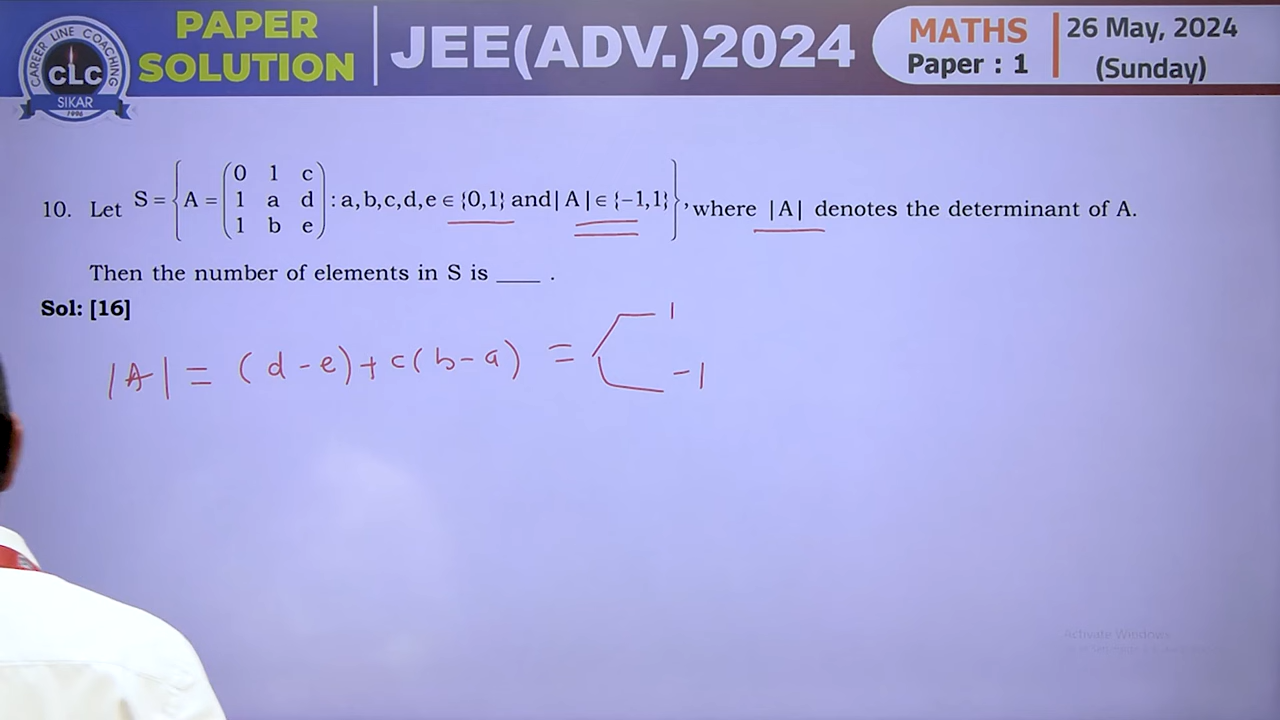 CAREER LINE COACHING
CLC
SIKAR
1996
PAPER
SOLUTION
JEE(ADV.)2024
MATHS
Paper : 1
26 May, 2024
(Sunday)
10. Let S = { A = ( 0 1 c
1 a d
1 b e ) : a, b, c, d, e ∈ {0,1} and | A | ∈ {−1,1} }, where |A| denotes the determinant of A.
Then the number of elements in S is ____ .
Sol: [16]
|A| = (d - e) + c(b - a) = 1
-1
Activate Windows